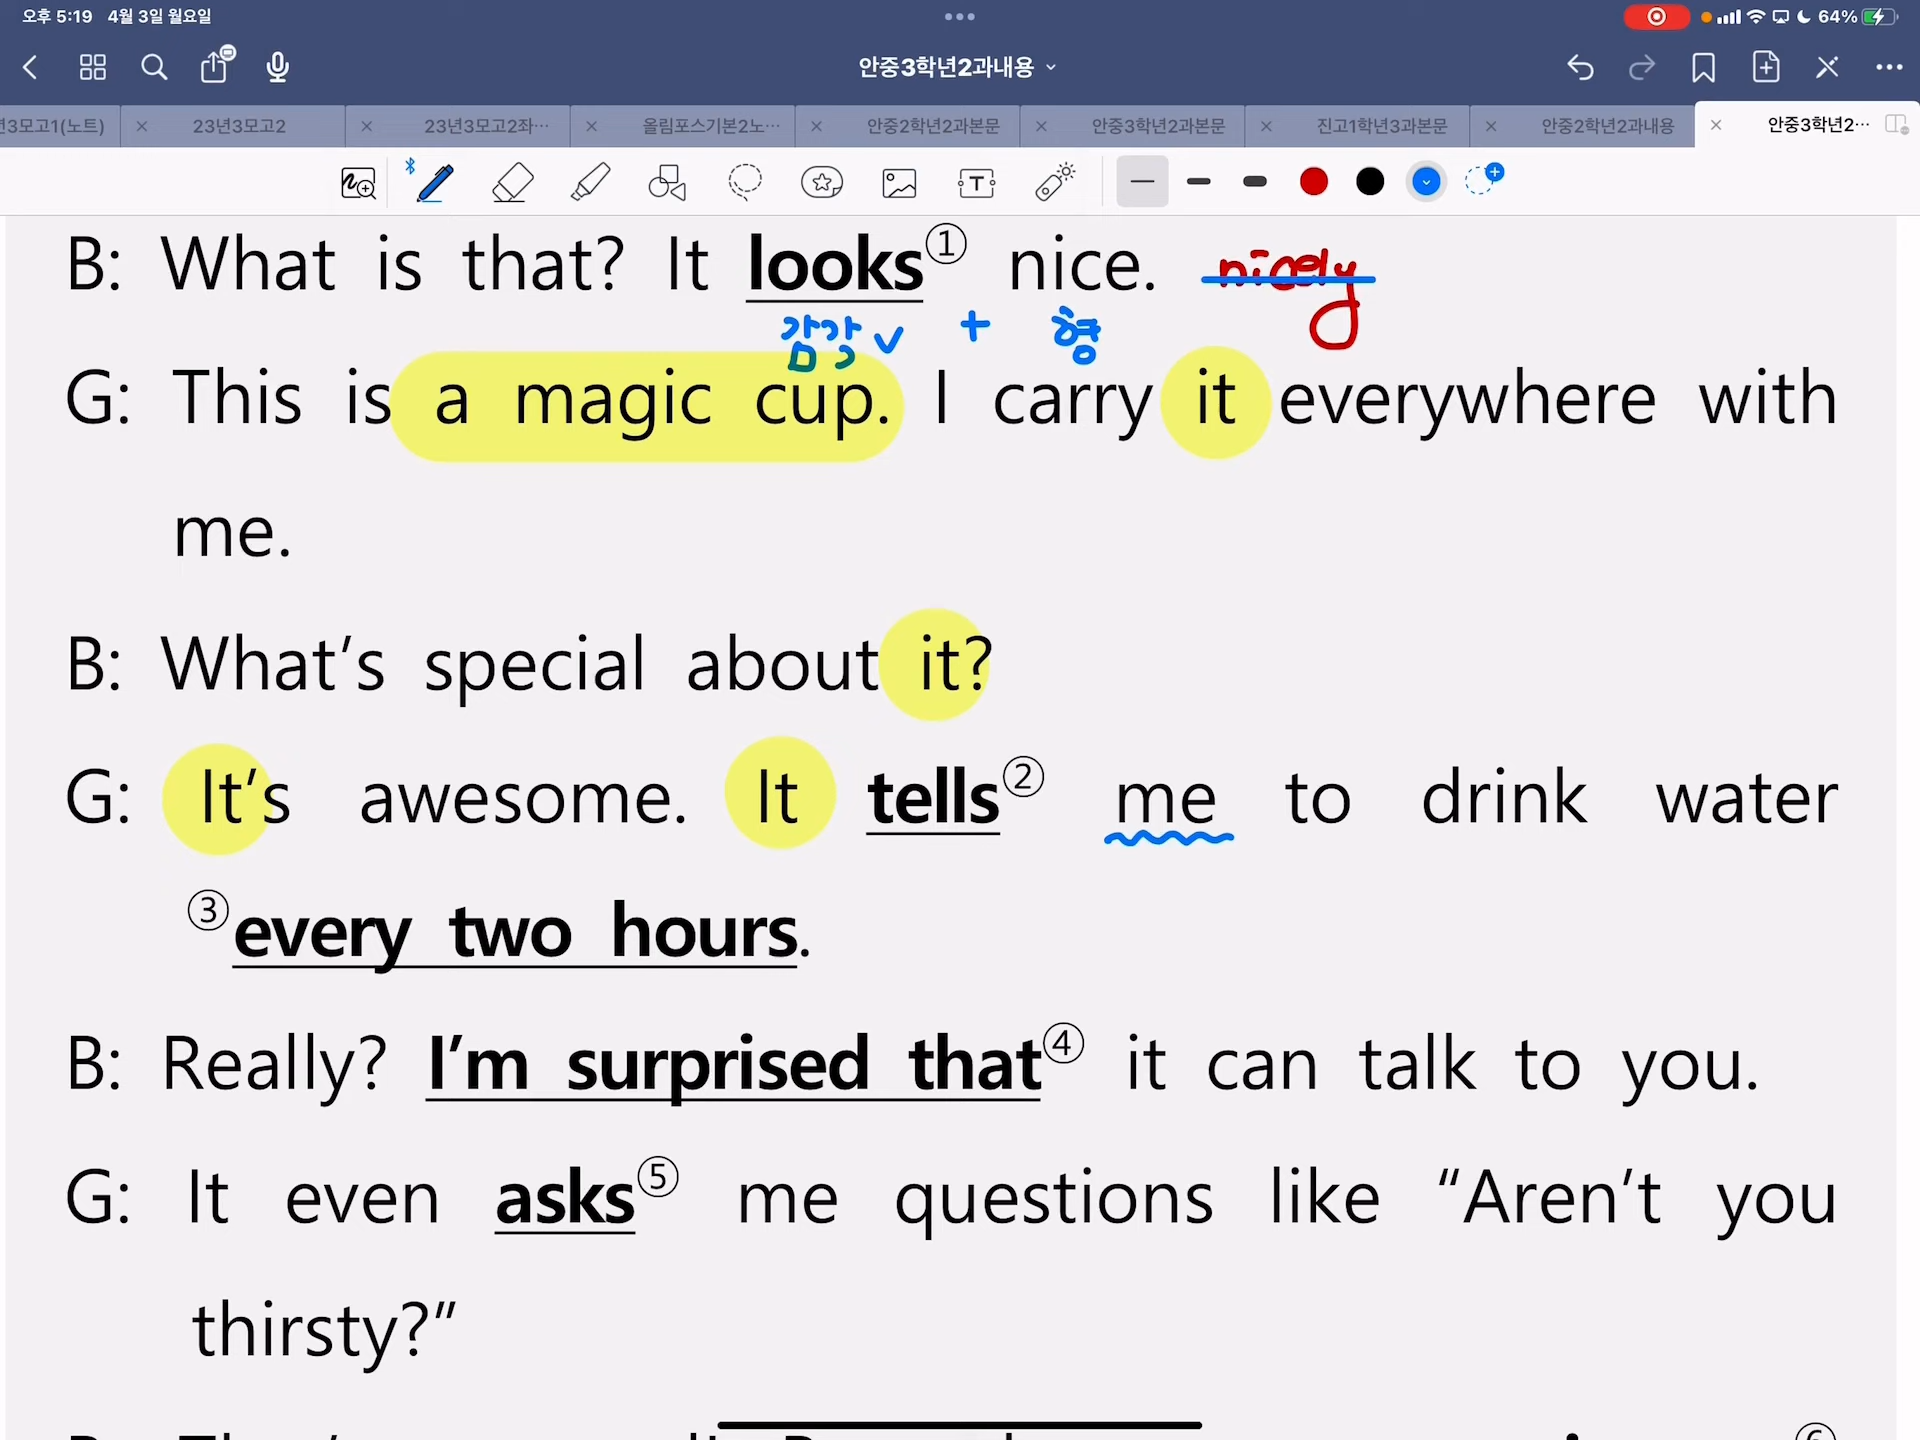 오후 5:19 4월 3일 월요일 64%
안중3학년2과내용
년3모고1(노트) 23년3모고2 23년3모고2좌… 올림포스기본2노… 안중2학년2과본문 안중3학년2과본문 진고1학년3과본문 안중2학년2과내용 안중3학년2…
B: What is that? It looks① nice. nicely
감각v + 형
G: This is a magic cup. I carry it everywhere with
me.
B: What’s special about it?
G: It’s awesome. It tells② me to drink water
③every two hours.
B: Really? I’m surprised that④ it can talk to you.
G: It even asks⑤ me questions like “Aren’t you
thirsty?”